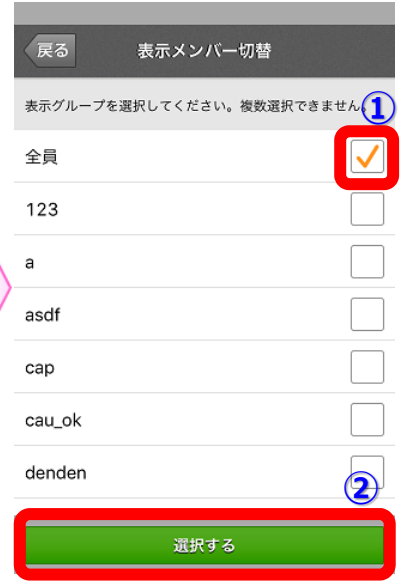 戻る
表示メンバー切替
表示グループを選択してください。複数選択できません。
①
全員
123
a
asdf
cap
cau_ok
denden
②
選択する